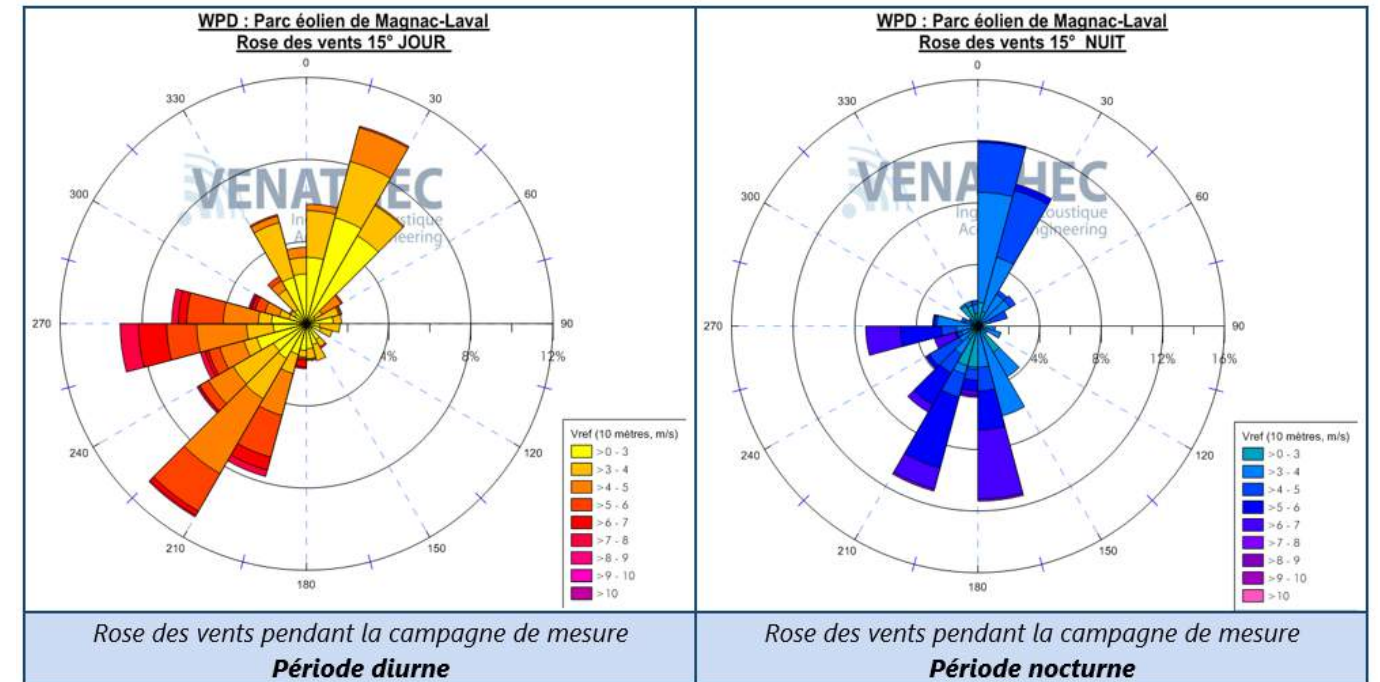 WPD : Parc éolien de Magnac-Laval
Rose des vents 15° JOUR
0
30
60
90
120
150
180
210
240
270
300
330
4%
8%
12%
VENATHEC
Vref (10 mètres, m/s)
>0 - 3
>3 - 4
>4 - 5
>5 - 6
>6 - 7
>7 - 8
>8 - 9
>9 - 10
>10
WPD : Parc éolien de Magnac-Laval
Rose des vents 15° NUIT
0
30
60
90
120
150
180
210
240
270
300
330
4%
8%
12%
16%
VENATHEC
Vref (10 mètres, m/s)
>0 - 3
>3 - 4
>4 - 5
>5 - 6
>6 - 7
>7 - 8
>8 - 9
>9 - 10
>10
Rose des vents pendant la campagne de mesure
Période diurne
Rose des vents pendant la campagne de mesure
Période nocturne